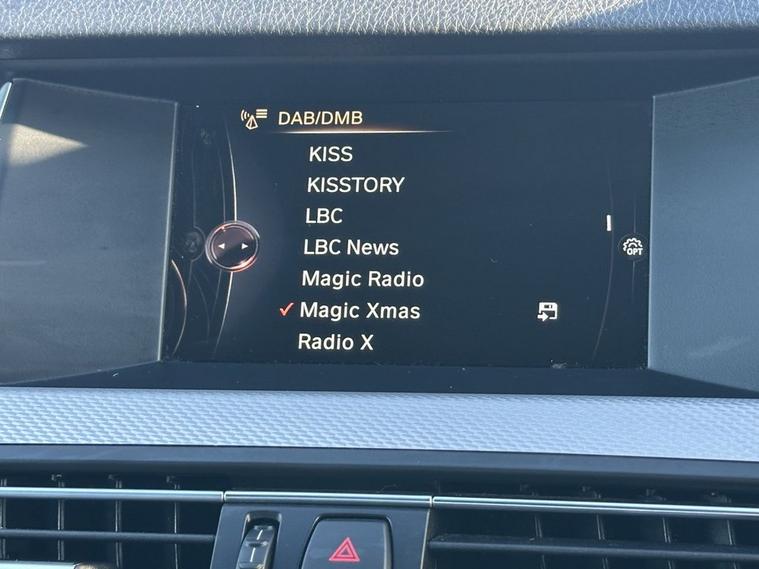 DAB/DMB
KISS
KISSTORY
LBC
LBC News
OPT
Magic Radio
Magic Xmas
Radio X